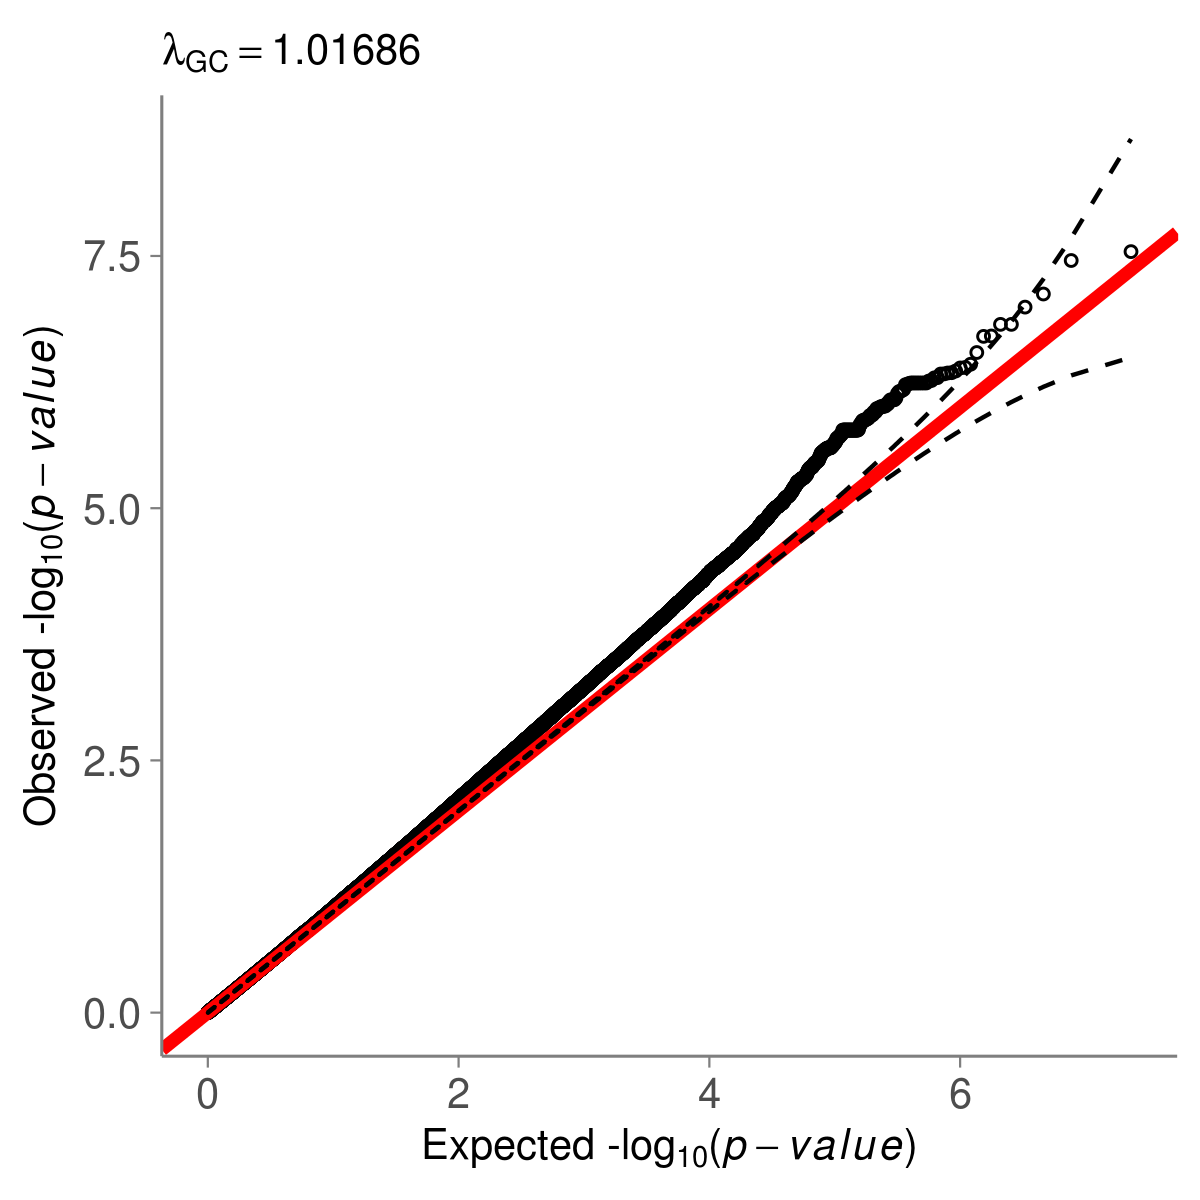 λGC = 1.01686
7.5
5.0
2.5
0.0
Observed -log10(p − value)
0 2 4 6
Expected -log10(p − value)